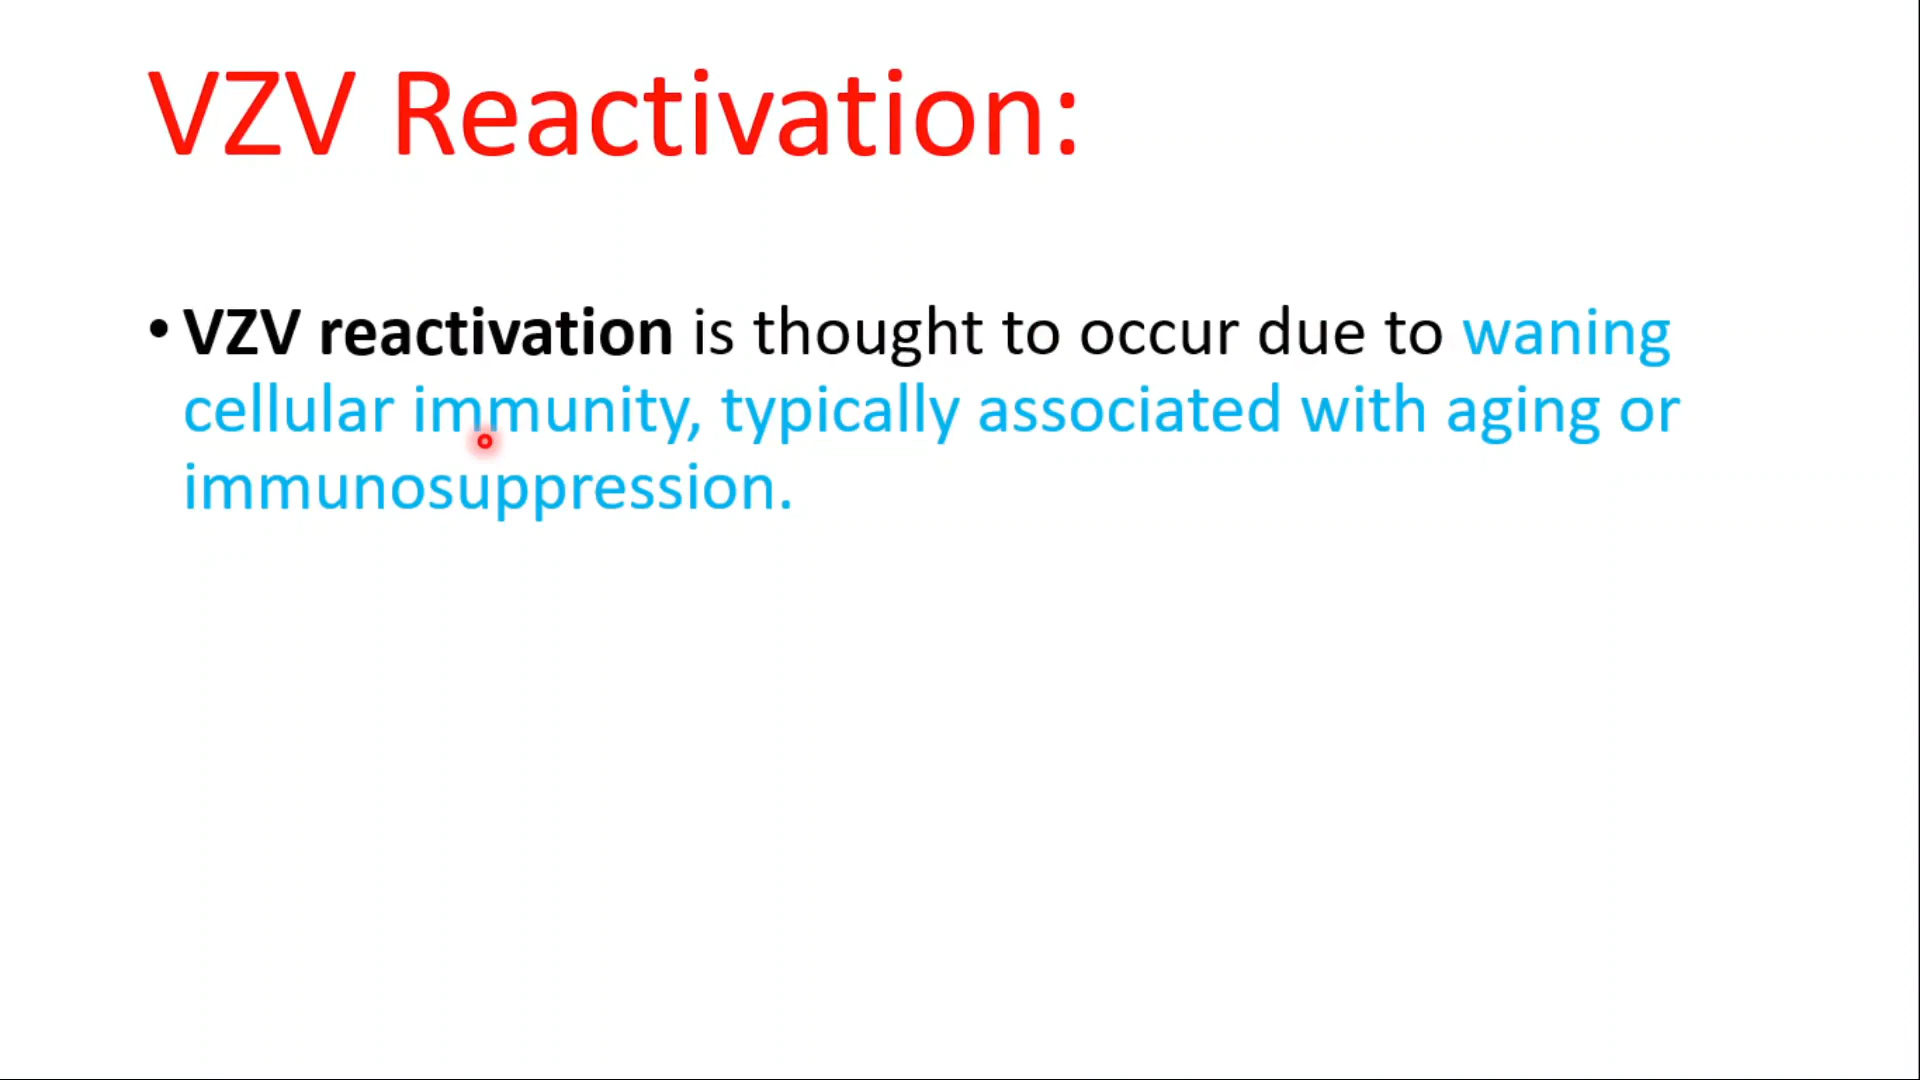 VZV Reactivation:
• VZV reactivation is thought to occur due to waning
cellular immunity, typically associated with aging or
immunosuppression.